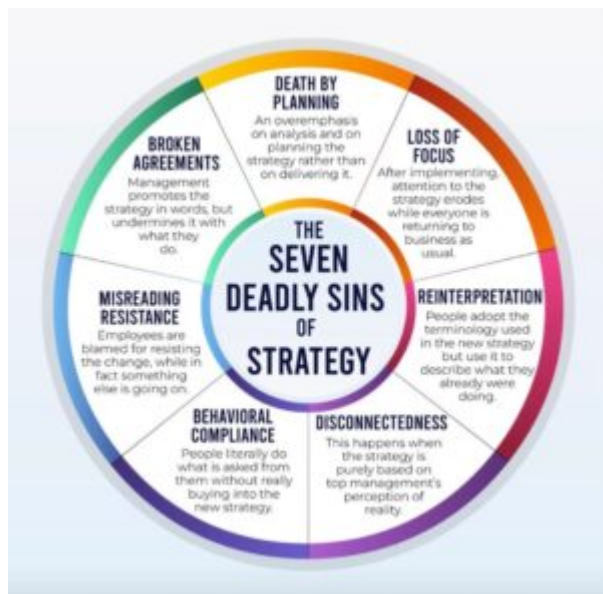 THE
SEVEN
DEADLY SINS
OF
STRATEGY
DEATH BY
PLANNING
An overemphasis
on analysis and on
planning the
strategy rather than
on delivering it.
LOSS OF
FOCUS
After implementing,
attention to the
strategy erodes
while everyone is
returning to
business as
usual.
REINTERPRETATION
People adopt the
terminology used
in the new strategy
but use it to
describe what they
already were
doing.
DISCONNECTEDNESS
This happens when
the strategy is
purely based on
top management's
perception of
reality.
BEHAVIORAL
COMPLIANCE
People literally do
what is asked from
them without really
buying into the
new strategy.
MISREADING
RESISTANCE
Employees are
blamed for resisting
the change, while in
fact something
else is going on.
BROKEN
AGREEMENTS
Management
promotes the
strategy in words, but
undermines it with
what they
do.